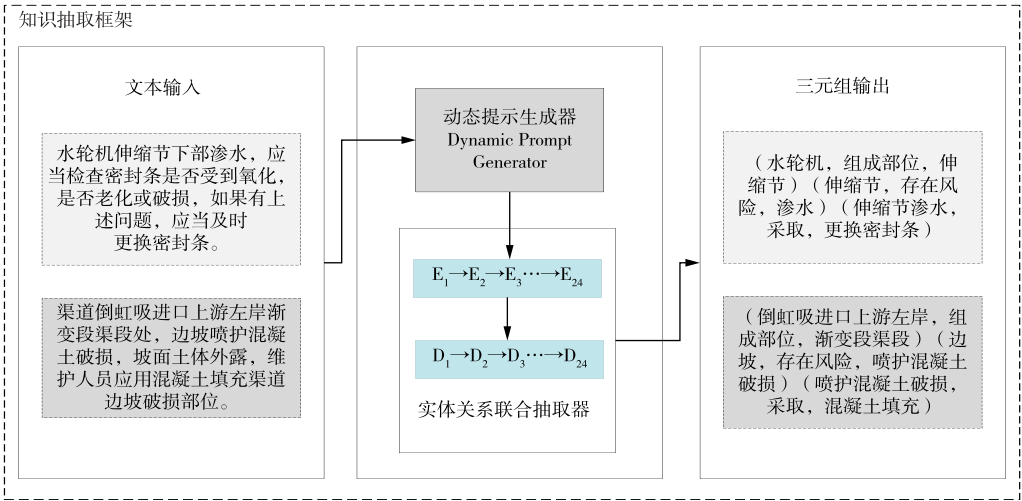 知识抽取框架
文本输入
水轮机伸缩节下部渗水，应
当检查密封条是否受到氧化，
是否老化或破损，如果有上
述问题，应当及时
更换密封条。
渠道倒虹吸进口上游左岸渐
变段渠段处，边坡喷护混凝
土破损，坡面土体外露，维
护人员应用混凝土填充渠道
边坡破损部位。
动态提示生成器
Dynamic Prompt
Generator
E₁→E₂→E₃…→E₂₄
D₁→D₂→D₃…→D₂₄
实体关系联合抽取器
三元组输出
（水轮机，组成部位，伸
缩节）（伸缩节，存在风
险，渗水）（伸缩节渗水，
采取，更换密封条）
（倒虹吸进口上游左岸，组
成部位，渐变段渠段）（边
坡，存在风险，喷护混凝土
破损）（喷护混凝土破损，
采取，混凝土填充）